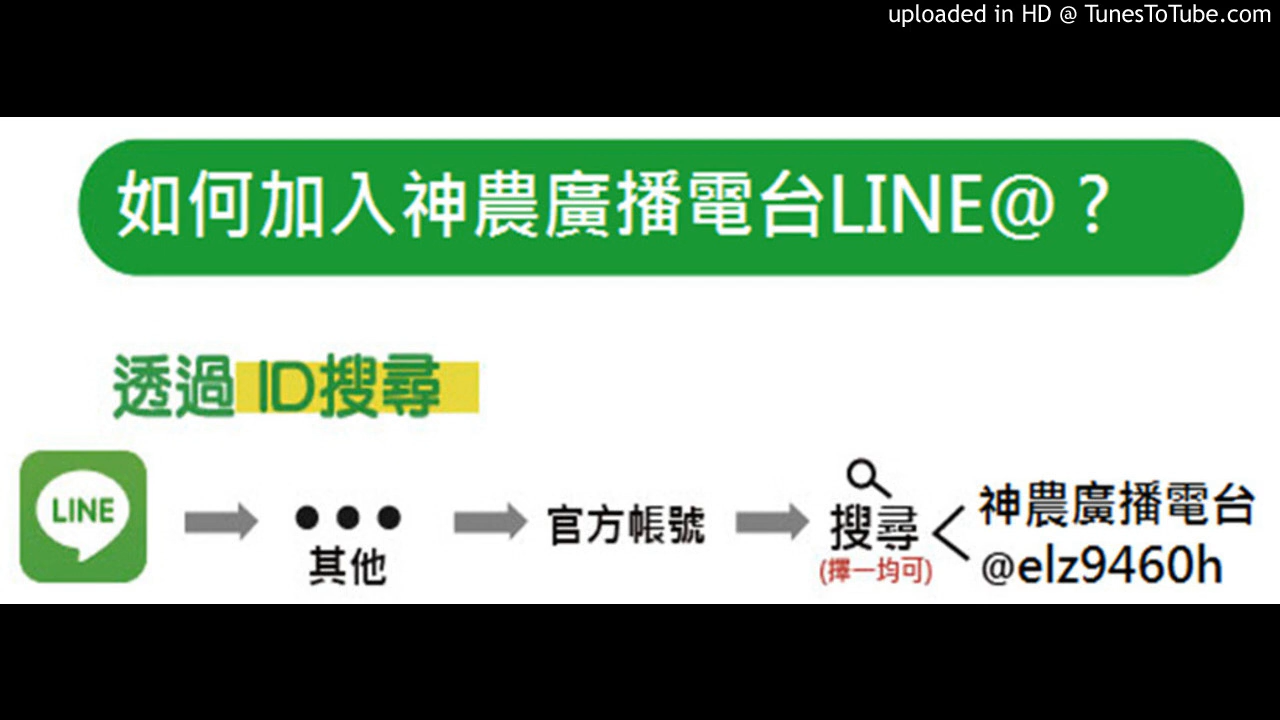 uploaded in HD @ TunesToTube.com
如何加入神農廣播電台LINE@？
透過 ID搜尋
LINE
其他
官方帳號
搜尋
(擇一均可)
神農廣播電台
@elz9460h